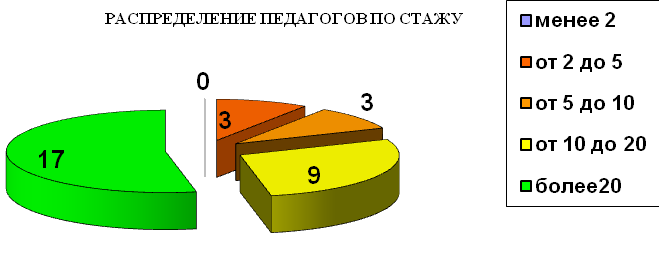 РАСПРЕДЕЛЕНИЕ ПЕДАГОГОВ ПО СТАЖУ
0
3
3
9
17
менее 2
от 2 до 5
от 5 до 10
от 10 до 20
более20